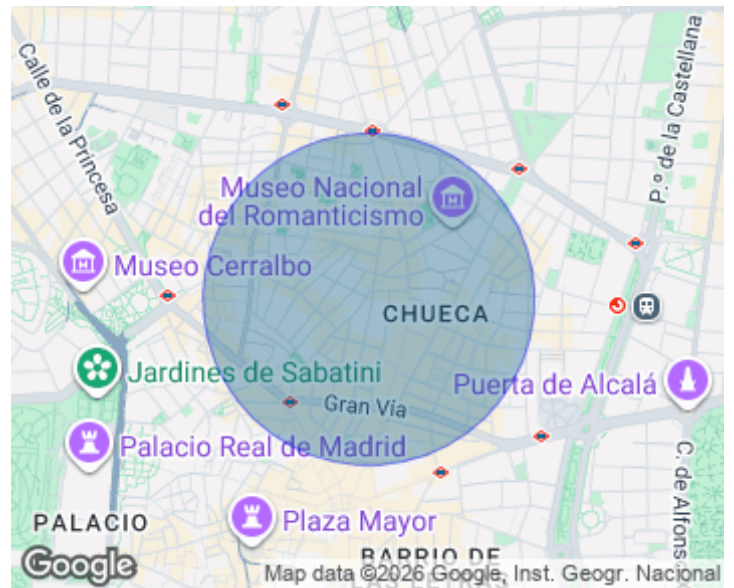 Calle de la Princesa
P.º de la Castellana
Museo Nacional
del Romanticismo
Museo Cerralbo
CHUECA
Jardines de Sabatini
Puerta de Alcalá
Gran Vía
Palacio Real de Madrid
C. de Alfons
PALACIO
Plaza Mayor
BARRIO DE
Google
Map data ©2026 Google, Inst. Geogr. Nacional